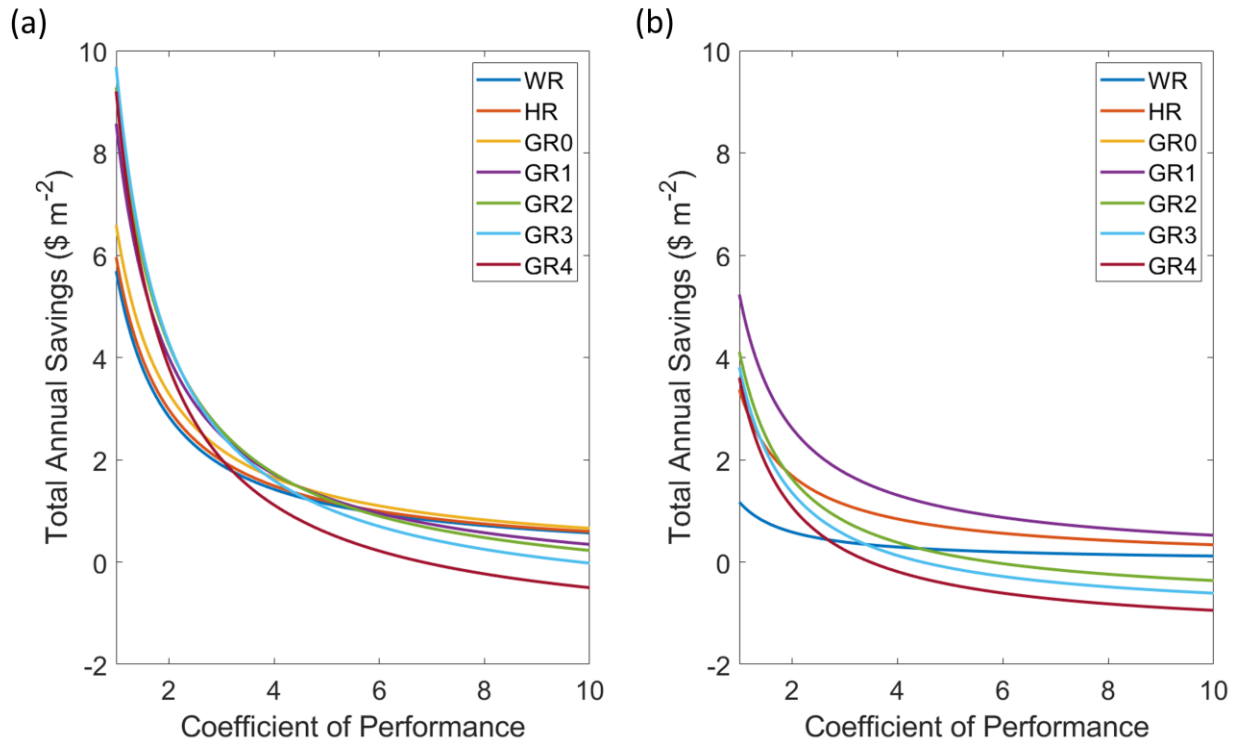 (a)
10
8
6
4
2
0
-2
2
4
6
8
10
Total Annual Savings ($ m-2)
Coefficient of Performance
WR
HR
GR0
GR1
GR2
GR3
GR4
(b)
10
8
6
4
2
0
-2
2
4
6
8
10
Total Annual Savings ($ m-2)
Coefficient of Performance
WR
HR
GR0
GR1
GR2
GR3
GR4